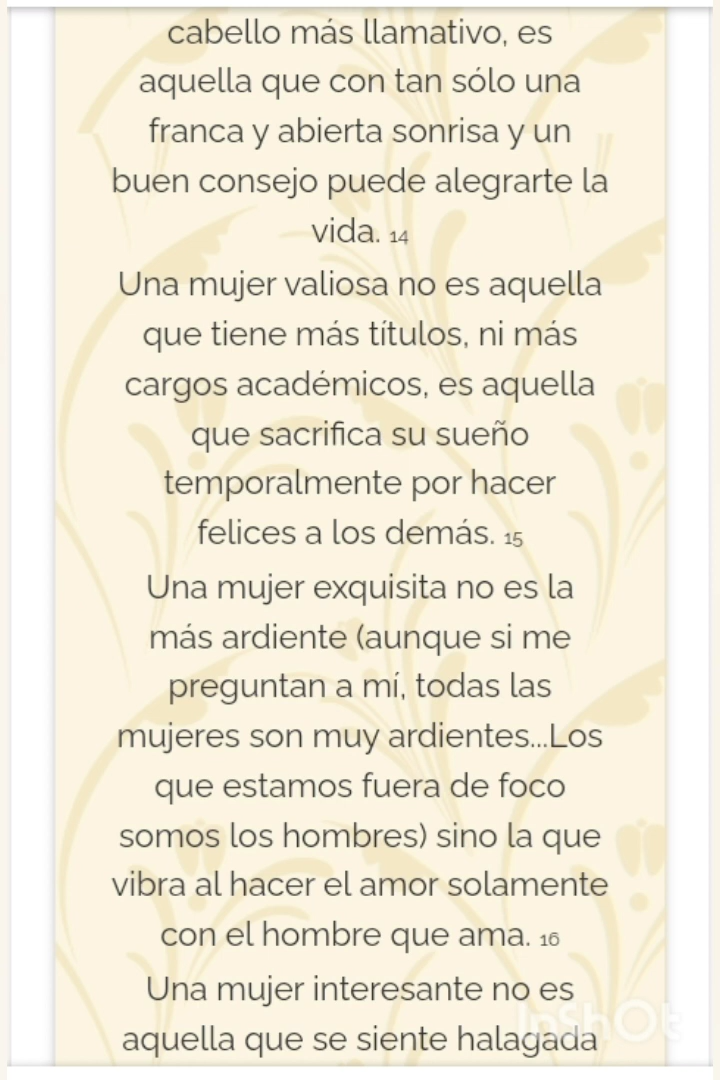 cabello más llamativo, es
aquella que con tan sólo una
franca y abierta sonrisa y un
buen consejo puede alegrarte la
vida. 14
Una mujer valiosa no es aquella
que tiene más títulos, ni más
cargos académicos, es aquella
que sacrifica su sueño
temporalmente por hacer
felices a los demás. 15
Una mujer exquisita no es la
más ardiente (aunque si me
preguntan a mí, todas las
mujeres son muy ardientes...Los
que estamos fuera de foco
somos los hombres) sino la que
vibra al hacer el amor solamente
con el hombre que ama. 16
Una mujer interesante no es
aquella que se siente halagada
InShOt